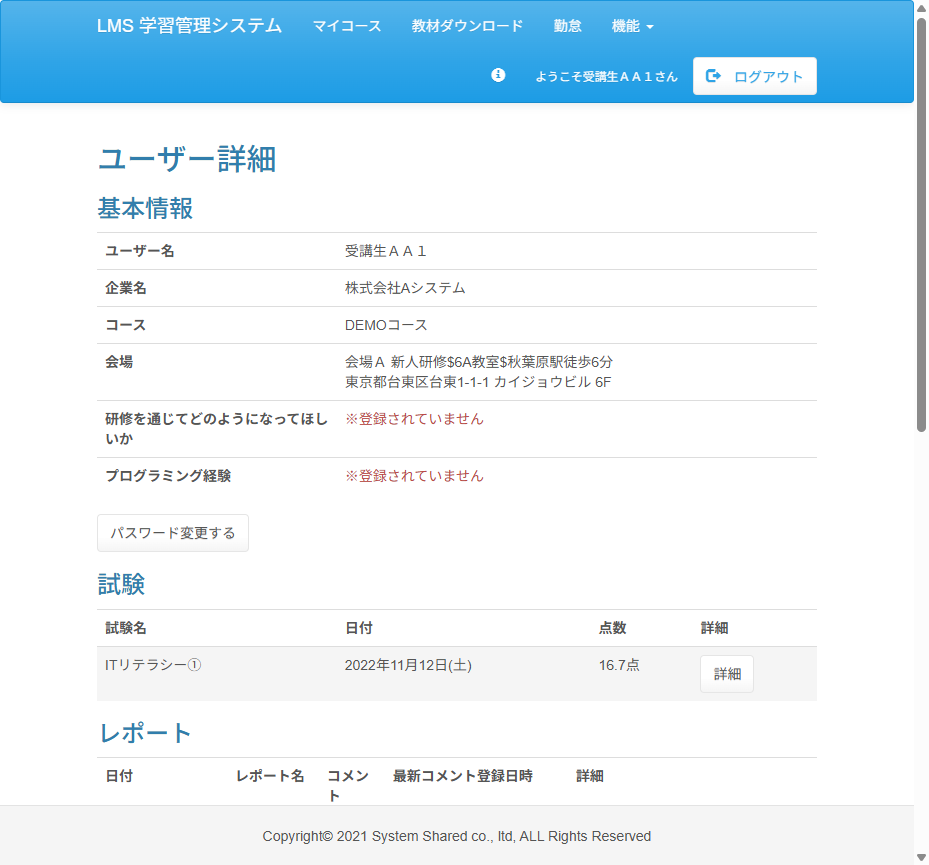 LMS 学習管理システム マイコース 教材ダウンロード 勤怠 機能
ようこそ受講生ＡＡ１さん ログアウト
ユーザー詳細
基本情報
ユーザー名 受講生ＡＡ１
企業名 株式会社Aシステム
コース DEMOコース
会場 会場Ａ 新人研修$6A教室$秋葉原駅徒歩6分
東京都台東区台東1-1-1 カイジョウビル 6F
研修を通じてどのようになってほし ※登録されていません
いか
プログラミング経験 ※登録されていません
パスワード変更する
試験
試験名 日付 点数 詳細
ITリテラシー① 2022年11月12日(土) 16.7点 詳細
レポート
日付 レポート名 コメン 最新コメント登録日時 詳細
ト
Copyright© 2021 System Shared co., ltd, ALL Rights Reserved